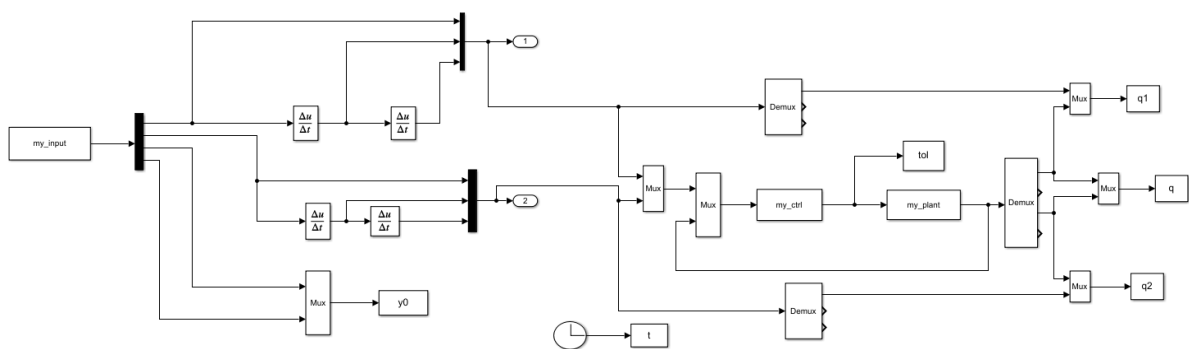 1
Δu
Δt
Δu
Δt
my_input
Demux
Mux
q1
tol
Mux
Mux
my_ctrl
my_plant
Demux
Mux
q
2
Δu
Δt
Δu
Δt
Mux
y0
Demux
Mux
q2
t